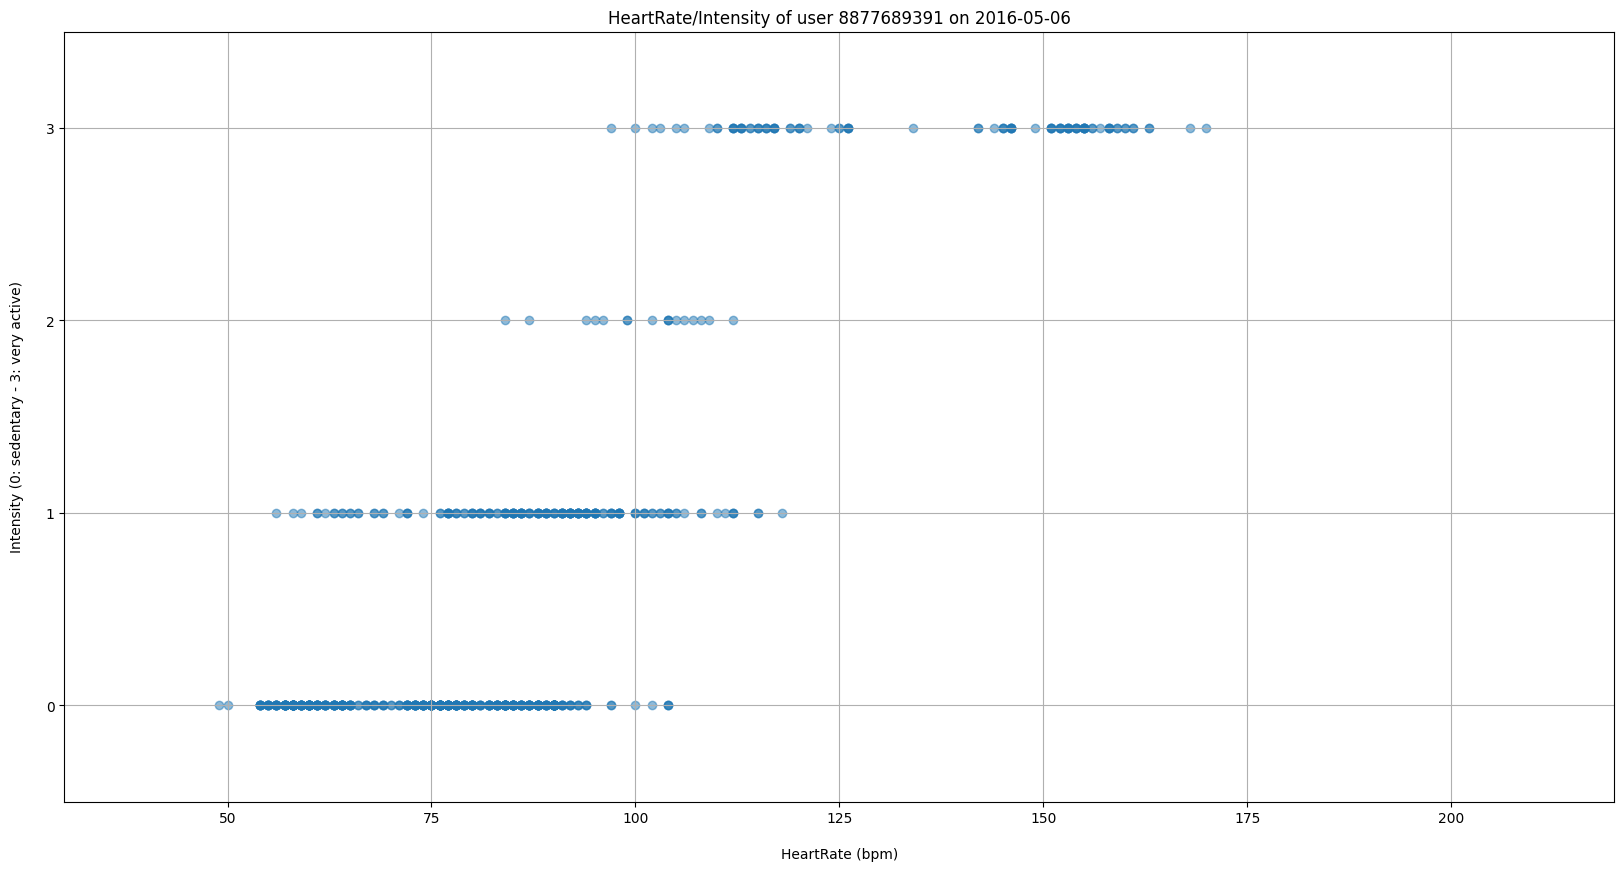 HeartRate/Intensity of user 8877689391 on 2016-05-06
Intensity (0: sedentary - 3: very active)
3
2
1
0
50 75 100 125 150 175 200
HeartRate (bpm)